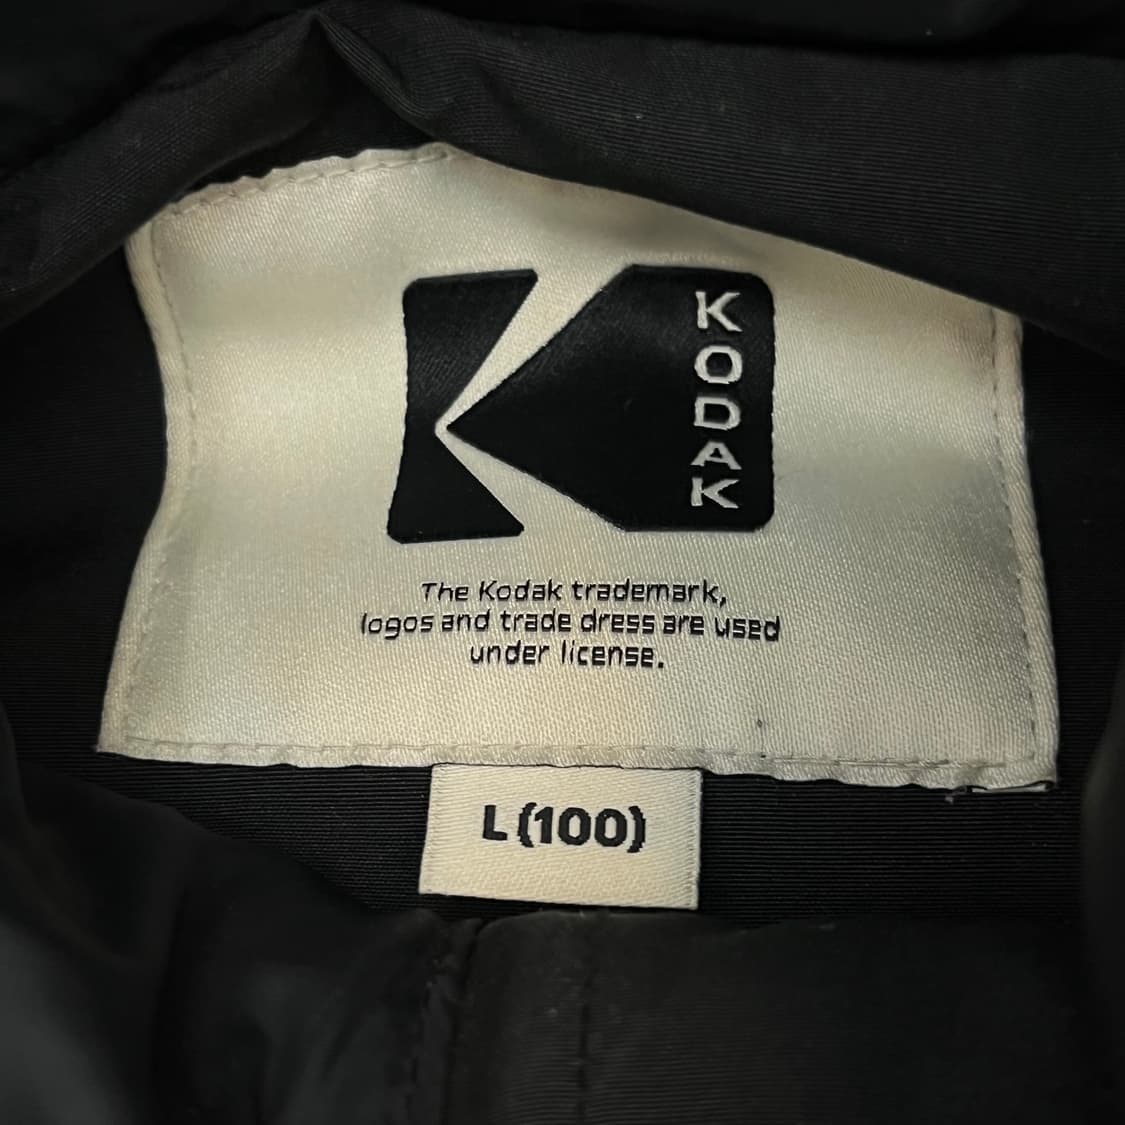 KODAK
The Kodak trademark,
logos and trade dress are used
under license.
L (100)